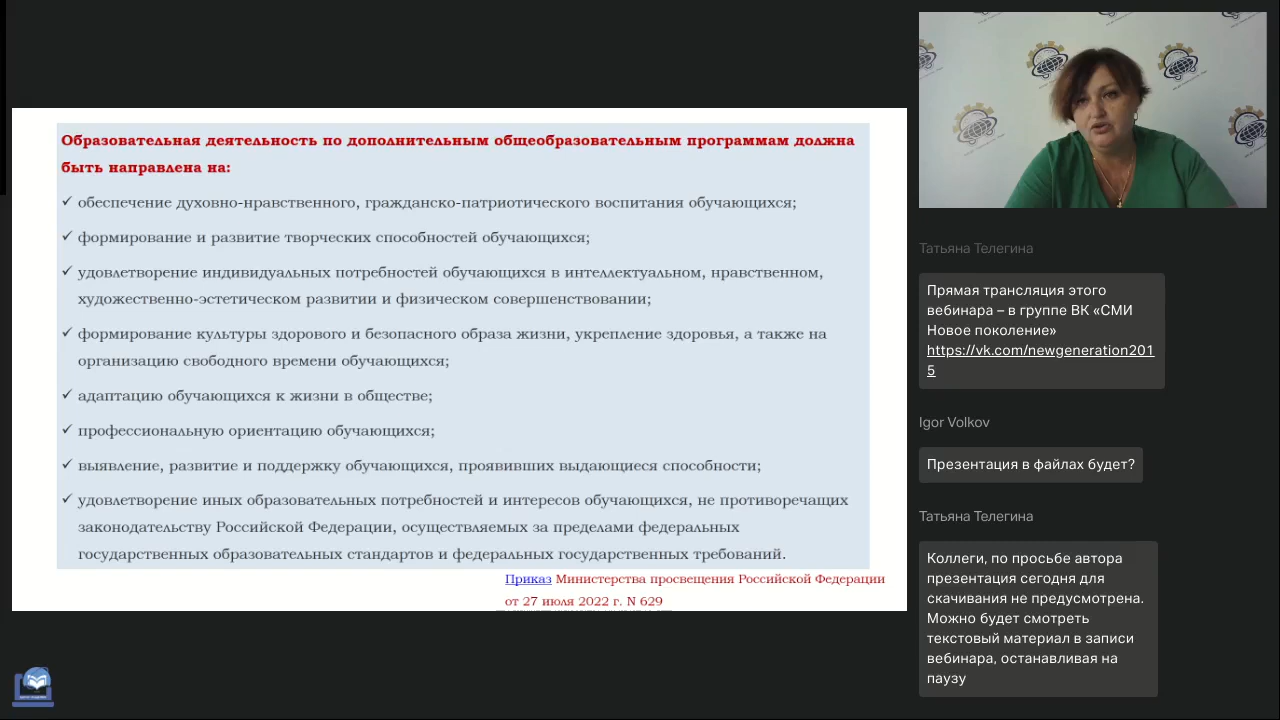 Образовательная деятельность по дополнительным общеобразовательным программам должна
быть направлена на:
✓ обеспечение духовно-нравственного, гражданско-патриотического воспитания обучающихся;
✓ формирование и развитие творческих способностей обучающихся;
✓ удовлетворение индивидуальных потребностей обучающихся в интеллектуальном, нравственном,
художественно-эстетическом развитии и физическом совершенствовании;
✓ формирование культуры здорового и безопасного образа жизни, укрепление здоровья, а также на
организацию свободного времени обучающихся;
✓ адаптацию обучающихся к жизни в обществе;
✓ профессиональную ориентацию обучающихся;
✓ выявление, развитие и поддержку обучающихся, проявивших выдающиеся способности;
✓ удовлетворение иных образовательных потребностей и интересов обучающихся, не противоречащих
законодательству Российской Федерации, осуществляемых за пределами федеральных
государственных образовательных стандартов и федеральных государственных требований.
Приказ Министерства просвещения Российской Федерации
от 27 июля 2022 г. N 629
Татьяна Телегина
Прямая трансляция этого
вебинара – в группе ВК «СМИ
Новое поколение»
https://vk.com/newgeneration201
5
Igor Volkov
Презентация в файлах будет?
Татьяна Телегина
Коллеги, по просьбе автора
презентация сегодня для
скачивания не предусмотрена.
Можно будет смотреть
текстовый материал в записи
вебинара, останавливая на
паузу